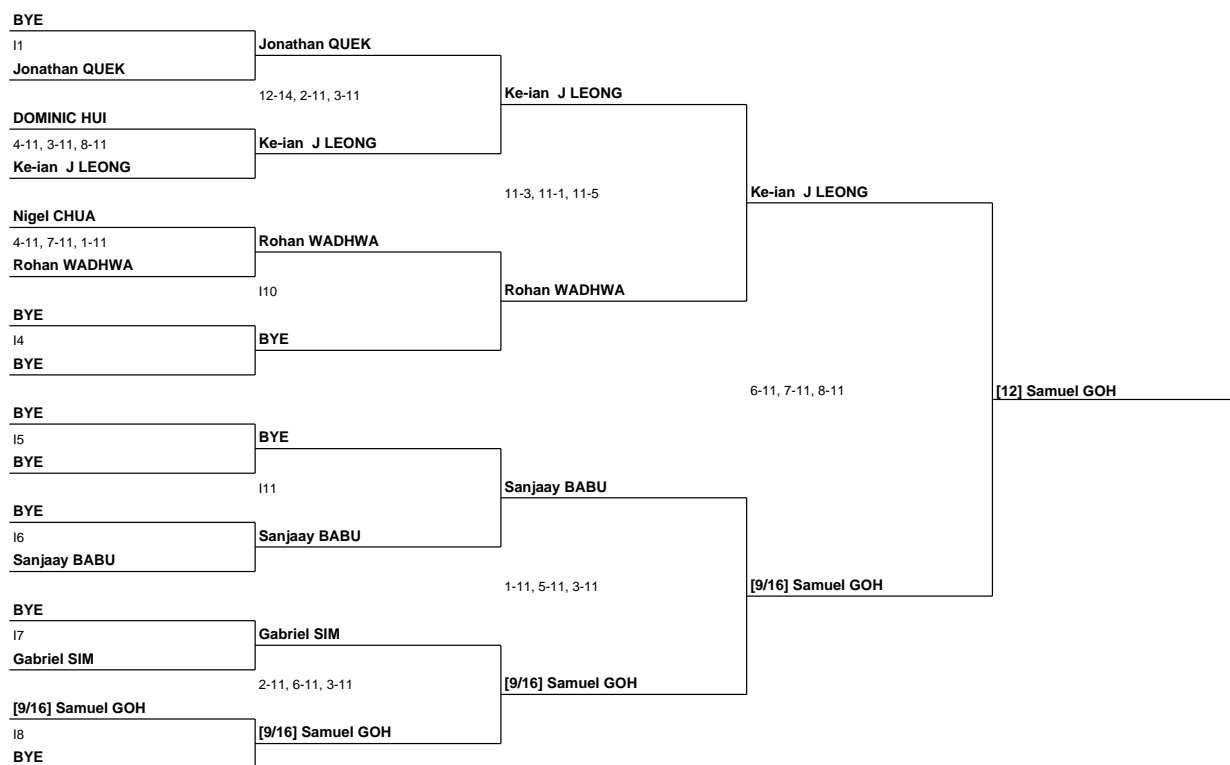 BYE
I1
Jonathan QUEK
Jonathan QUEK
12-14, 2-11, 3-11
Ke-ian J LEONG
DOMINIC HUI
4-11, 3-11, 8-11
Ke-ian J LEONG
Ke-ian J LEONG
11-3, 11-1, 11-5
Ke-ian J LEONG
Nigel CHUA
4-11, 7-11, 1-11
Rohan WADHWA
Rohan WADHWA
I10
Rohan WADHWA
BYE
I4
BYE
BYE
6-11, 7-11, 8-11
[12] Samuel GOH
BYE
I5
BYE
BYE
I11
Sanjaay BABU
BYE
I6
Sanjaay BABU
Sanjaay BABU
1-11, 5-11, 3-11
[9/16] Samuel GOH
BYE
I7
Gabriel SIM
Gabriel SIM
2-11, 6-11, 3-11
[9/16] Samuel GOH
[9/16] Samuel GOH
I8
BYE
[9/16] Samuel GOH